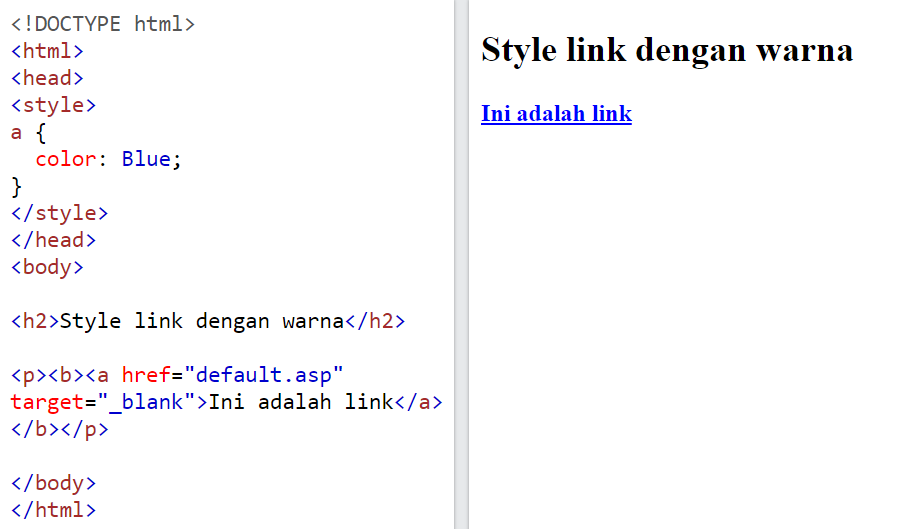 <!DOCTYPE html>
<html>
<head>
<style>
a {
  color: Blue;
}
</style>
</head>
<body>

<h2>Style link dengan warna</h2>

<p><b><a href="default.asp"
target="_blank">Ini adalah link</a>
</b></p>

</body>
</html>
Style link dengan warna
Ini adalah link